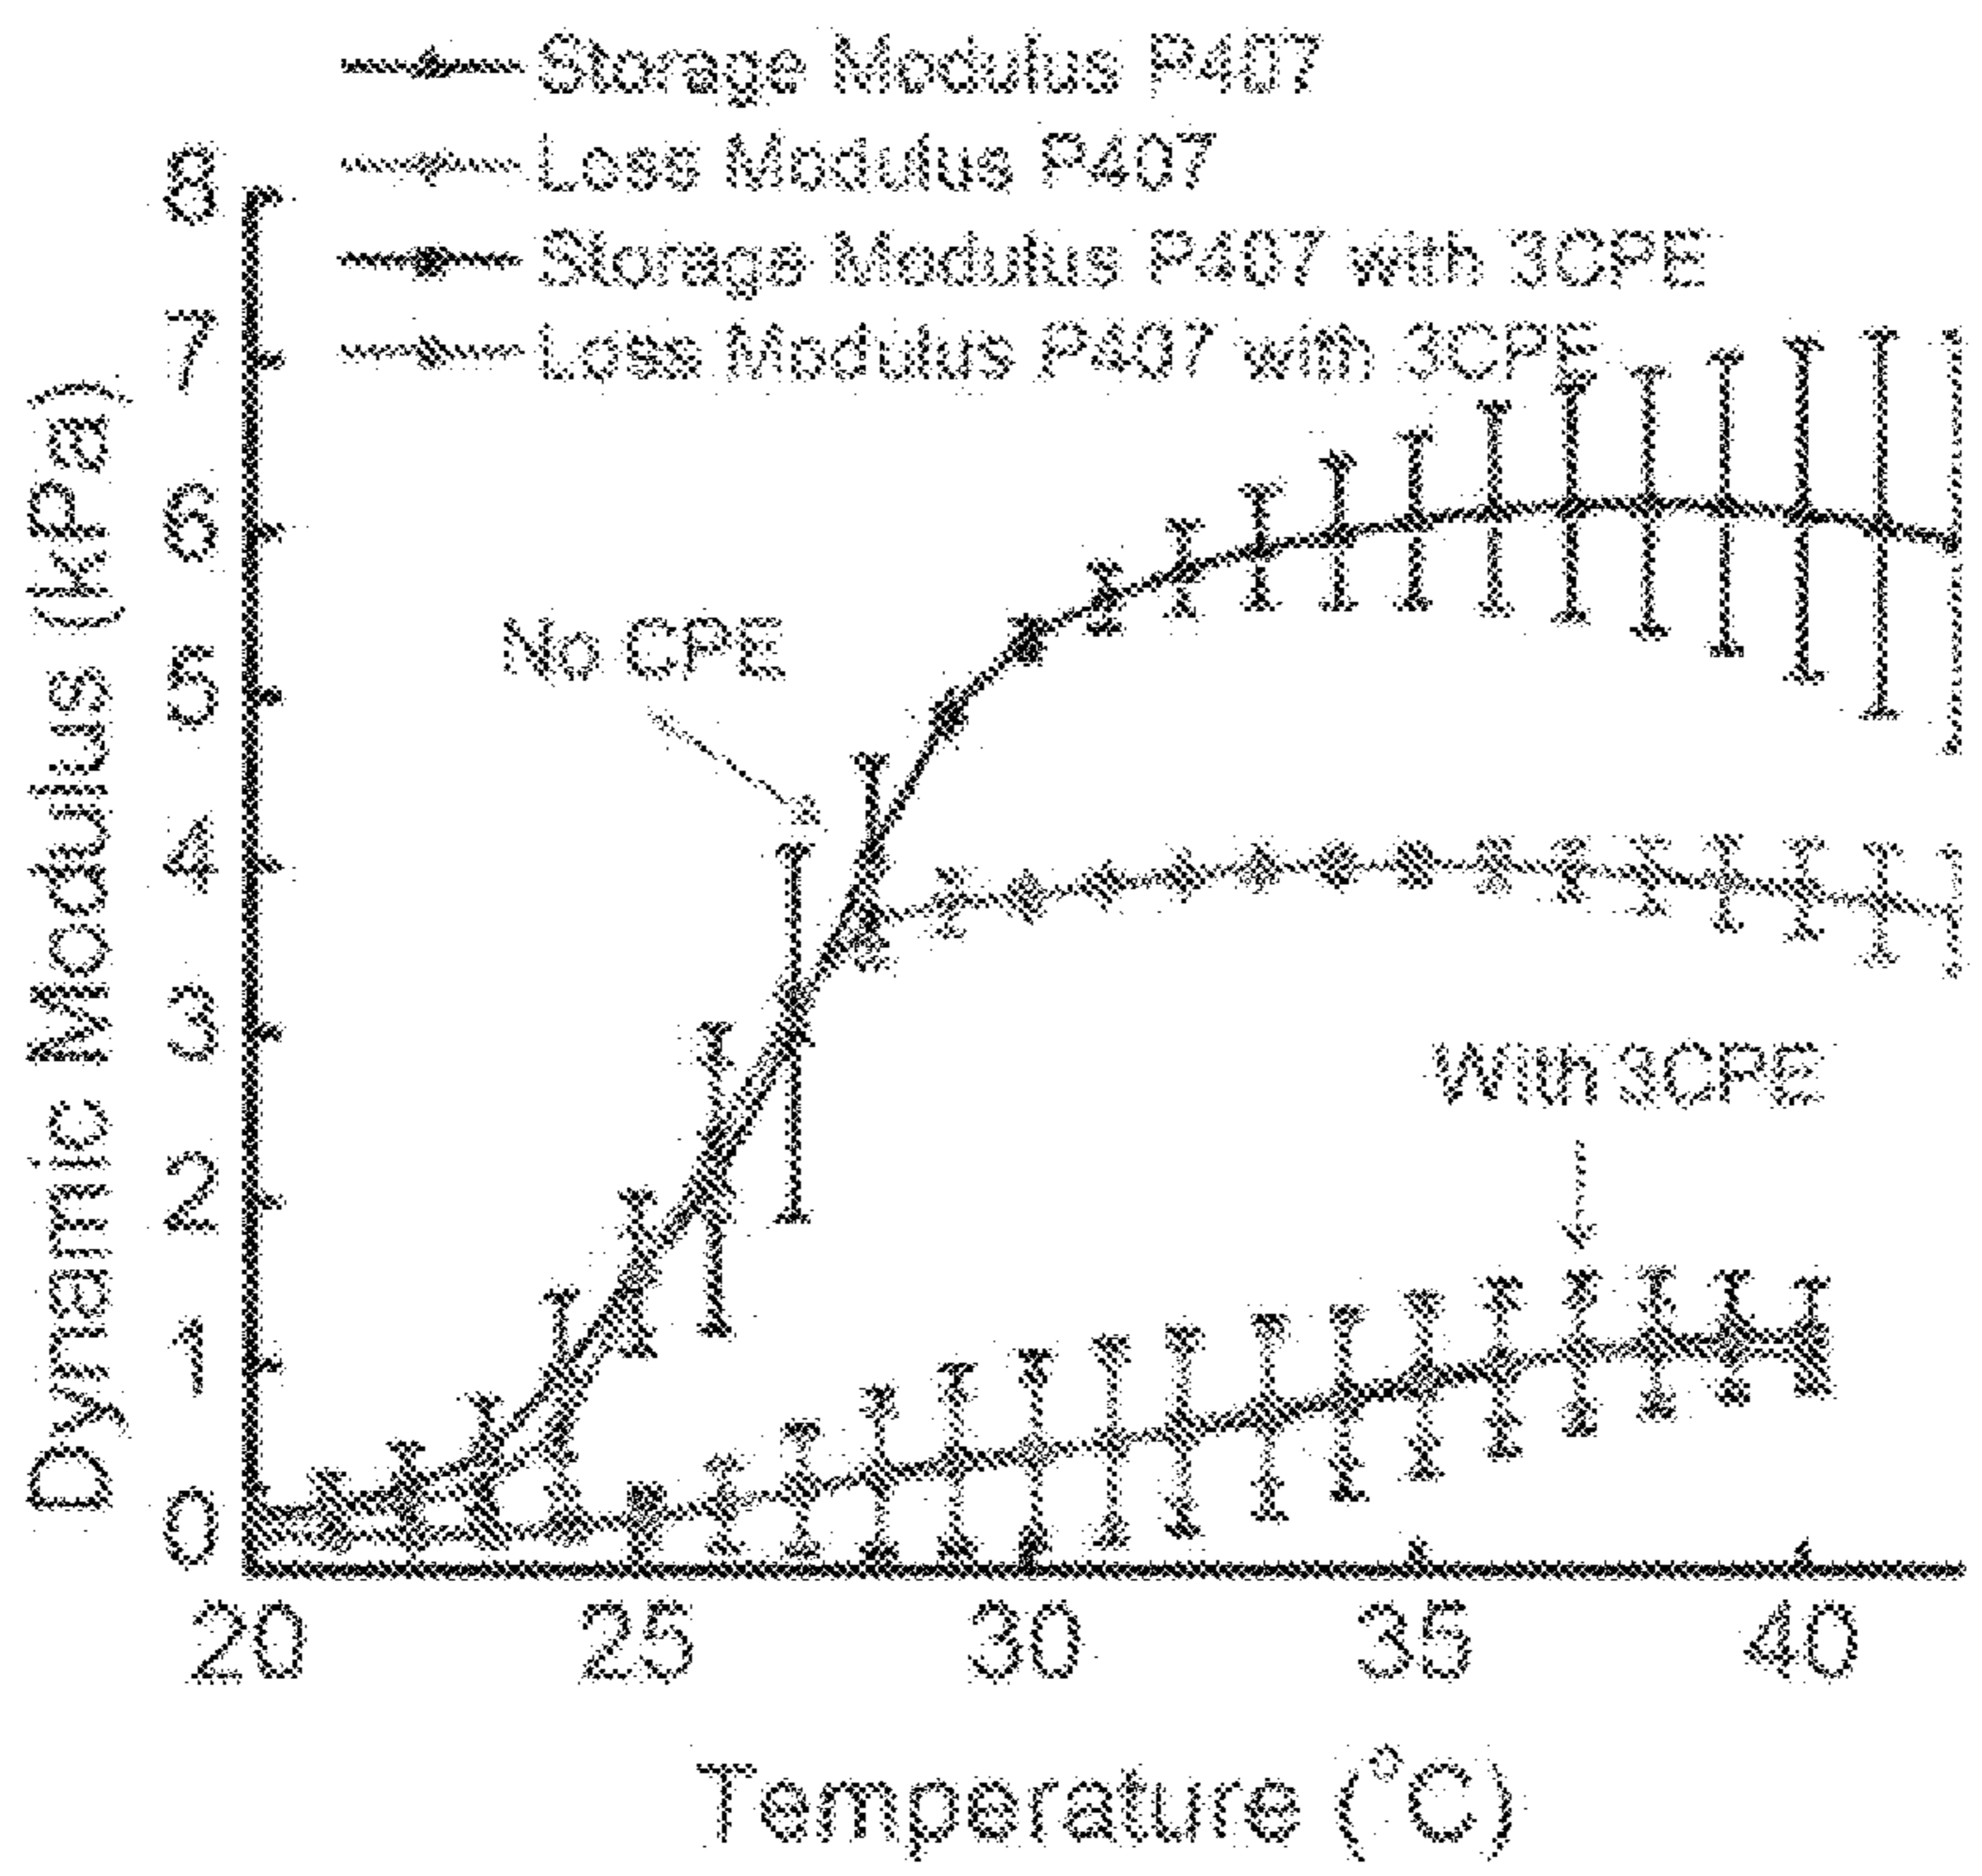 Storage Modulus P407
Loss Modulus P407
Storage Modulus P407 with 3CPE
Loss Modulus P407 with 3CPE
8
7
6
5
4
3
2
1
0
Dynamic Modulus (kPa)
No CPE
With 3CPE
20 25 30 35 40
Temperature (°C)